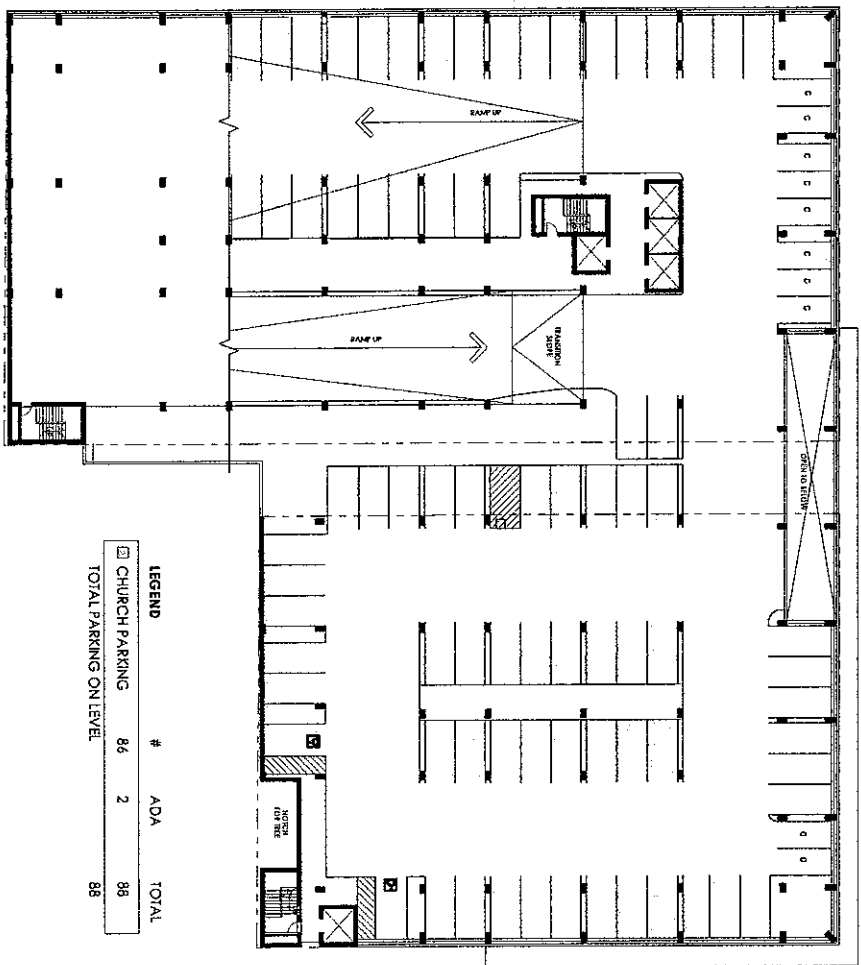 RAMP UP
RAMP UP
TRANSITION
SLOPE
OPEN TO BELOW
C
C
C
C
C
C
C
C
C
C
NOTCH
FOR TREE
LEGEND # ADA TOTAL
CHURCH PARKING 86 2 88
TOTAL PARKING ON LEVEL 88